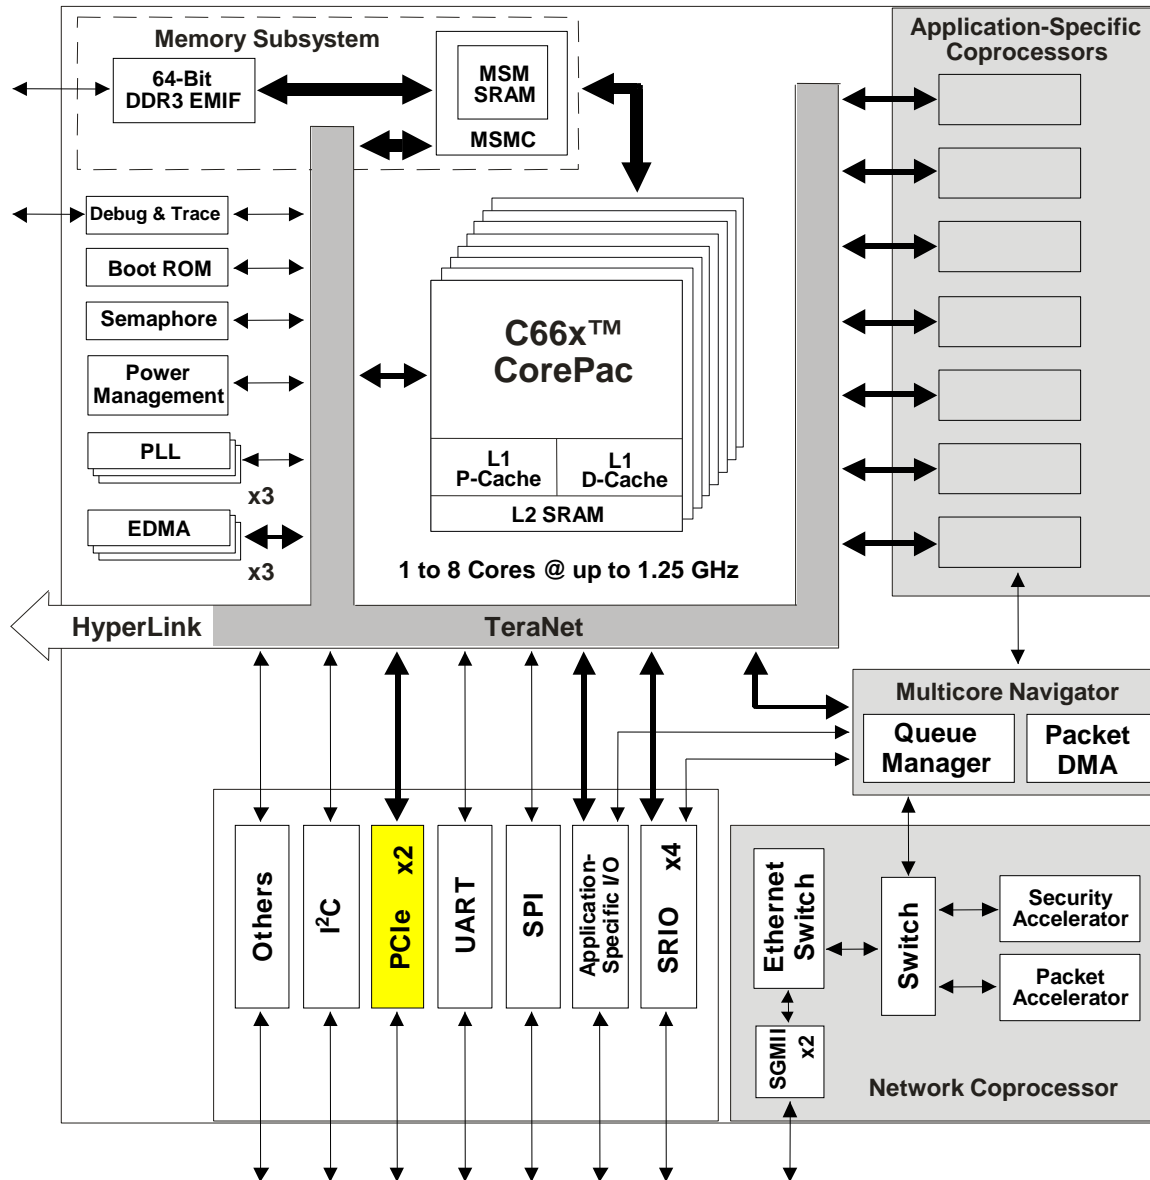 Memory Subsystem
64-Bit
DDR3 EMIF
MSM
SRAM
MSMC
Application-Specific
Coprocessors
Debug & Trace
Boot ROM
Semaphore
Power
Management
PLL
x3
EDMA
x3
C66x™
CorePac
L1
P-Cache
L1
D-Cache
L2 SRAM
1 to 8 Cores @ up to 1.25 GHz
HyperLink
TeraNet
Multicore Navigator
Queue
Manager
Packet
DMA
Others
I²C
PCIe x2
UART
SPI
Application-
Specific I/O
SRIO x4
Ethernet
Switch
Switch
Security
Accelerator
Packet
Accelerator
SGMII
x2
Network Coprocessor